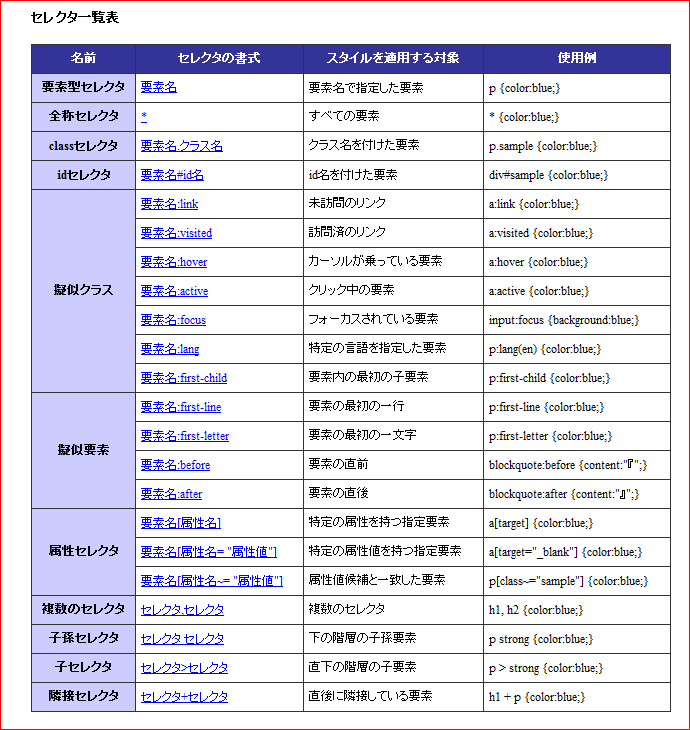 セレクタ一覧表
名前 セレクタの書式 スタイルを適用する対象 使用例
要素型セレクタ 要素名 要素名で指定した要素 p {color:blue;}
全称セレクタ * すべての要素 * {color:blue;}
classセレクタ 要素名.クラス名 クラス名を付けた要素 p.sample {color:blue;}
idセレクタ 要素名#id名 id名を付けた要素 div#sample {color:blue;}
擬似クラス 要素名:link 未訪問のリンク a:link {color:blue;}
要素名:visited 訪問済のリンク a:visited {color:blue;}
要素名:hover カーソルが乗っている要素 a:hover {color:blue;}
要素名:active クリック中の要素 a:active {color:blue;}
要素名:focus フォーカスされている要素 input:focus {background:blue;}
要素名:lang 特定の言語を指定した要素 p:lang(en) {color:blue;}
要素名:first-child 要素内の最初の子要素 p:first-child {color:blue;}
擬似要素 要素名:first-line 要素の最初の一行 p:first-line {color:blue;}
要素名:first-letter 要素の最初の一文字 p:first-letter {color:blue;}
要素名:before 要素の直前 blockquote:before {content:"『";}
要素名:after 要素の直後 blockquote:after {content:"』";}
属性セレクタ 要素名[属性名] 特定の属性を持つ指定要素 a[target] {color:blue;}
要素名[属性名= "属性値"] 特定の属性値を持つ指定要素 a[target="_blank"] {color:blue;}
要素名[属性名~= "属性値"] 属性値候補と一致した要素 p[class~="sample"] {color:blue;}
複数のセレクタ セレクタ,セレクタ 複数のセレクタ h1, h2 {color:blue;}
子孫セレクタ セレクタ セレクタ 下の階層の子孫要素 p strong {color:blue;}
子セレクタ セレクタ>セレクタ 直下の階層の子要素 p > strong {color:blue;}
隣接セレクタ セレクタ+セレクタ 直後に隣接している要素 h1 + p {color:blue;}